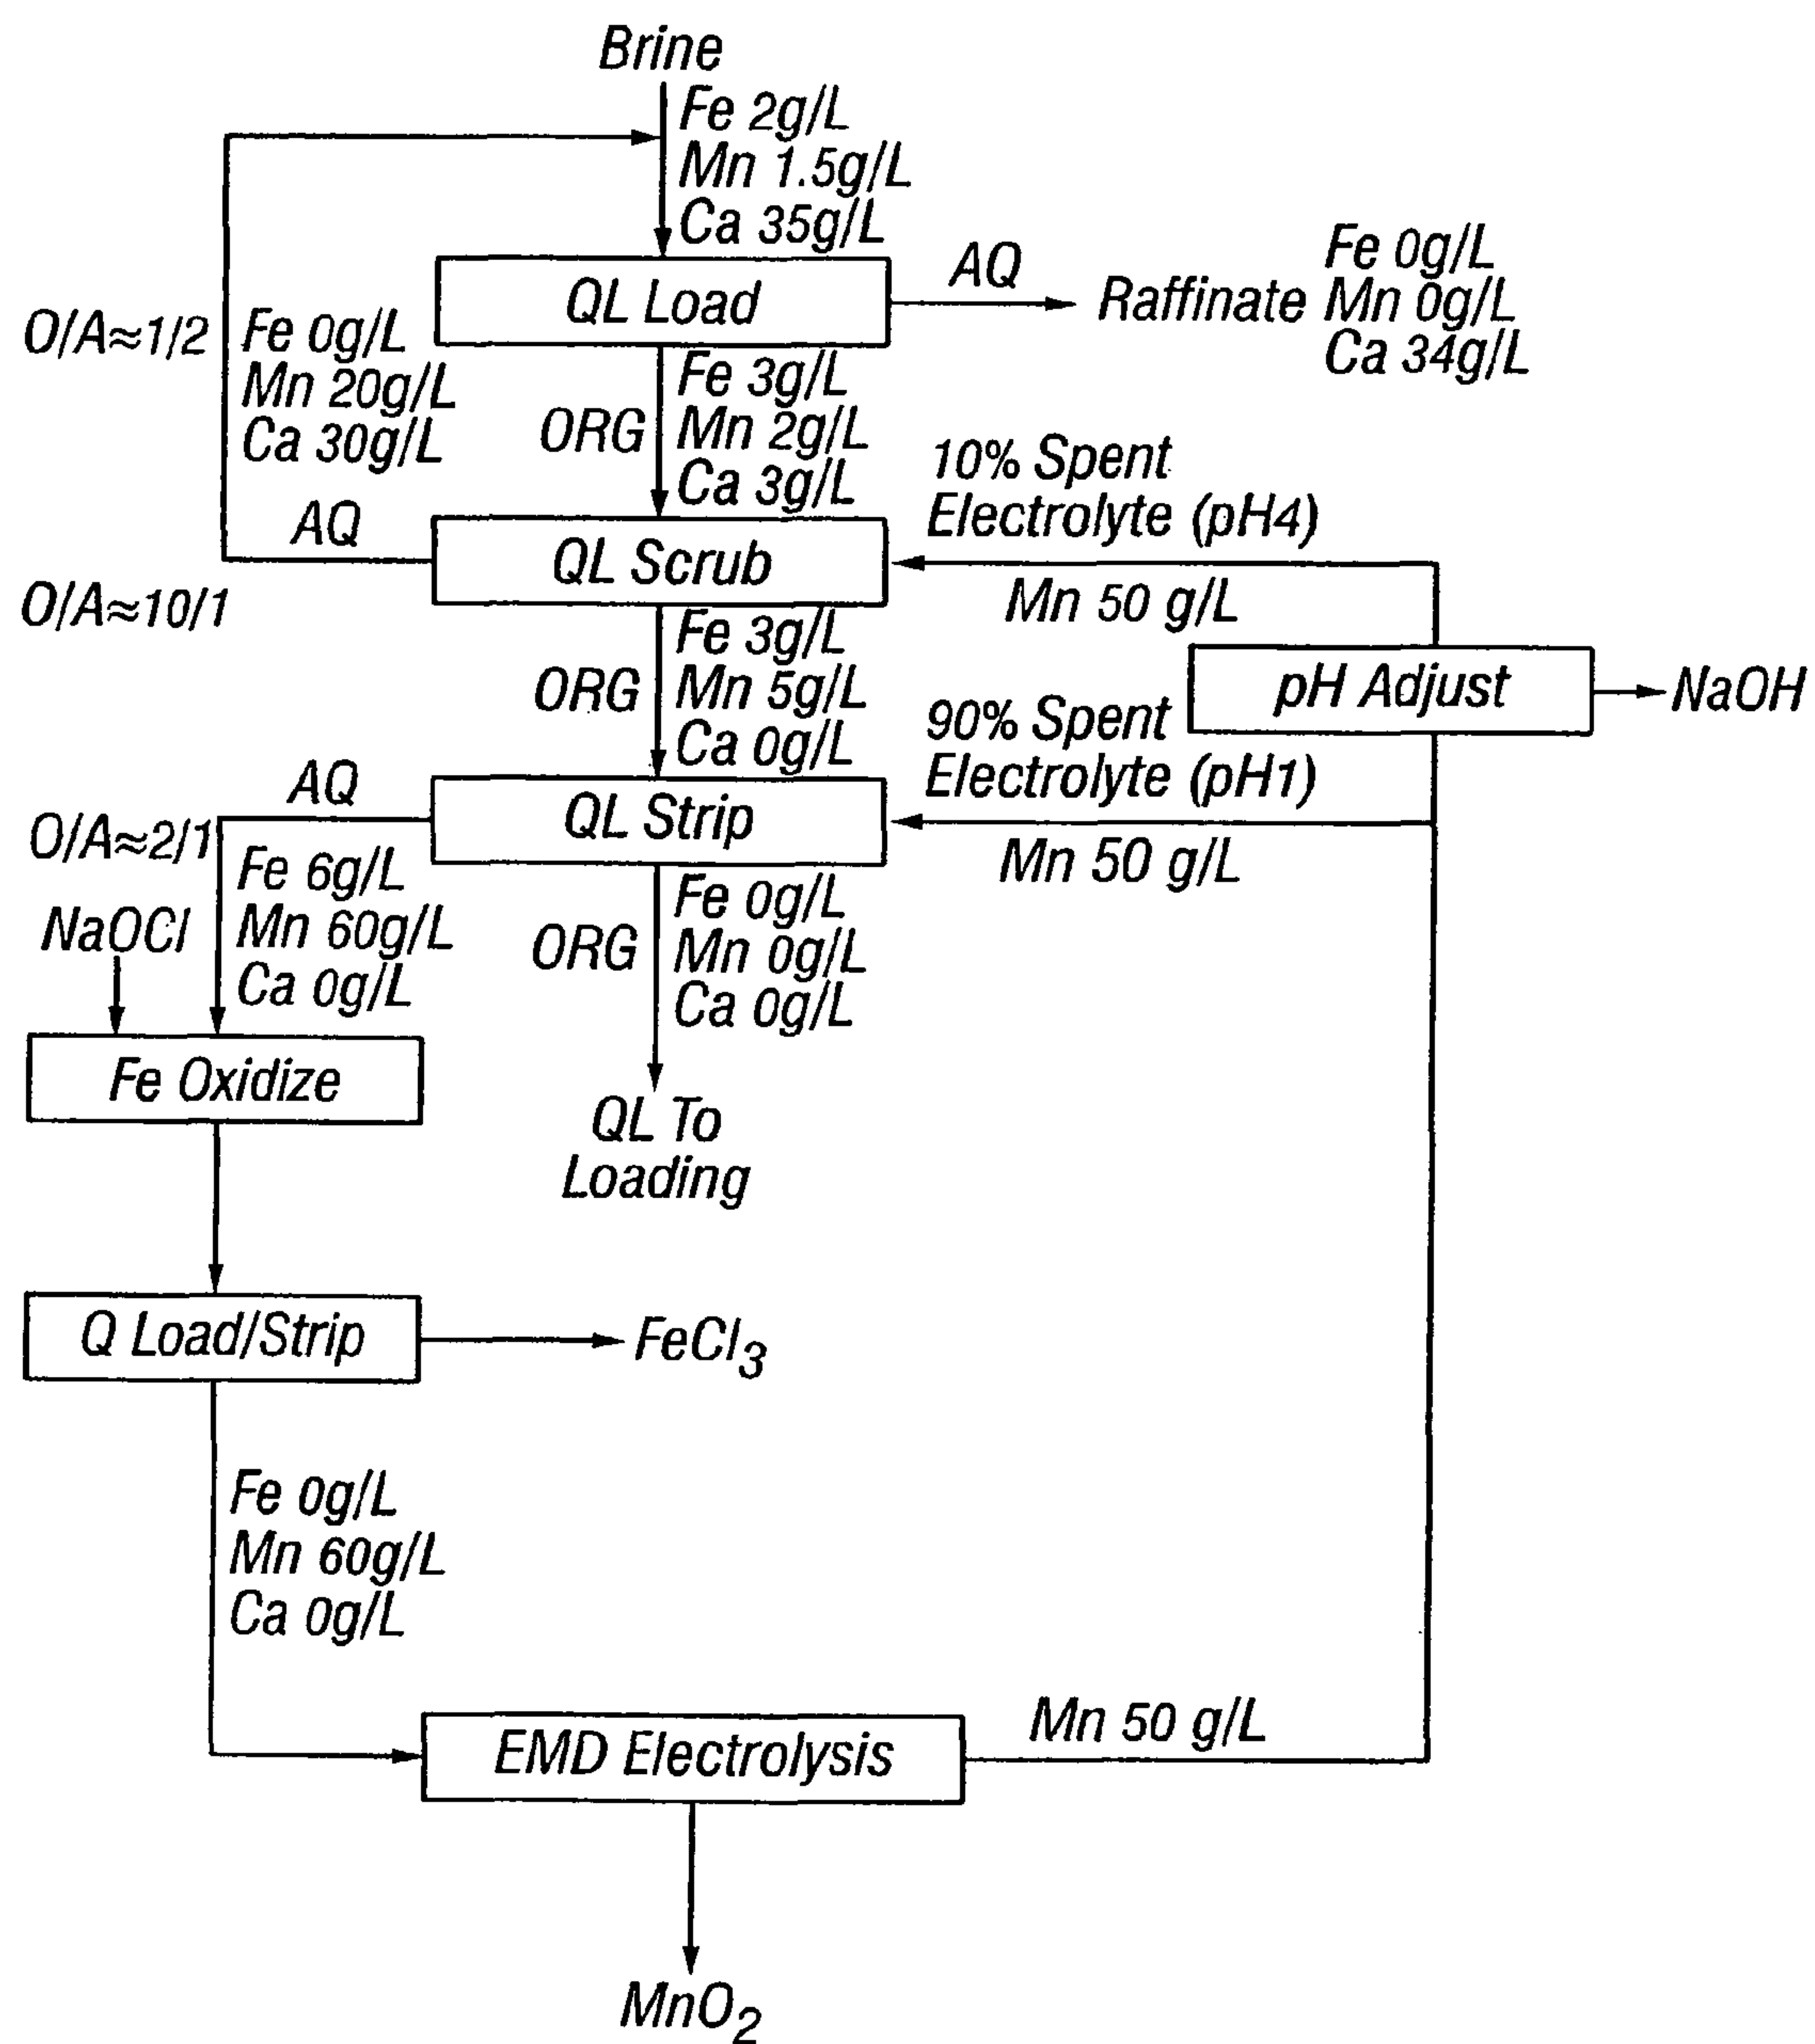 Brine
Fe 2g/L
Mn 1.5g/L
Ca 35g/L
QL Load
AQ
Raffinate
Fe 0g/L
Mn 0g/L
Ca 34g/L
O/A≈1/2
Fe 0g/L
Mn 20g/L
Ca 30g/L
ORG
Fe 3g/L
Mn 2g/L
Ca 3g/L
10% Spent
Electrolyte (pH4)
AQ
QL Scrub
Mn 50 g/L
O/A≈10/1
ORG
Fe 3g/L
Mn 5g/L
Ca 0g/L
pH Adjust
NaOH
90% Spent
Electrolyte (pH1)
AQ
QL Strip
Mn 50 g/L
O/A≈2/1
Fe 6g/L
Mn 60g/L
Ca 0g/L
NaOCl
ORG
Fe 0g/L
Mn 0g/L
Ca 0g/L
Fe Oxidize
QL To
Loading
Q Load/Strip
FeCl3
Fe 0g/L
Mn 60g/L
Ca 0g/L
EMD Electrolysis
Mn 50 g/L
MnO2